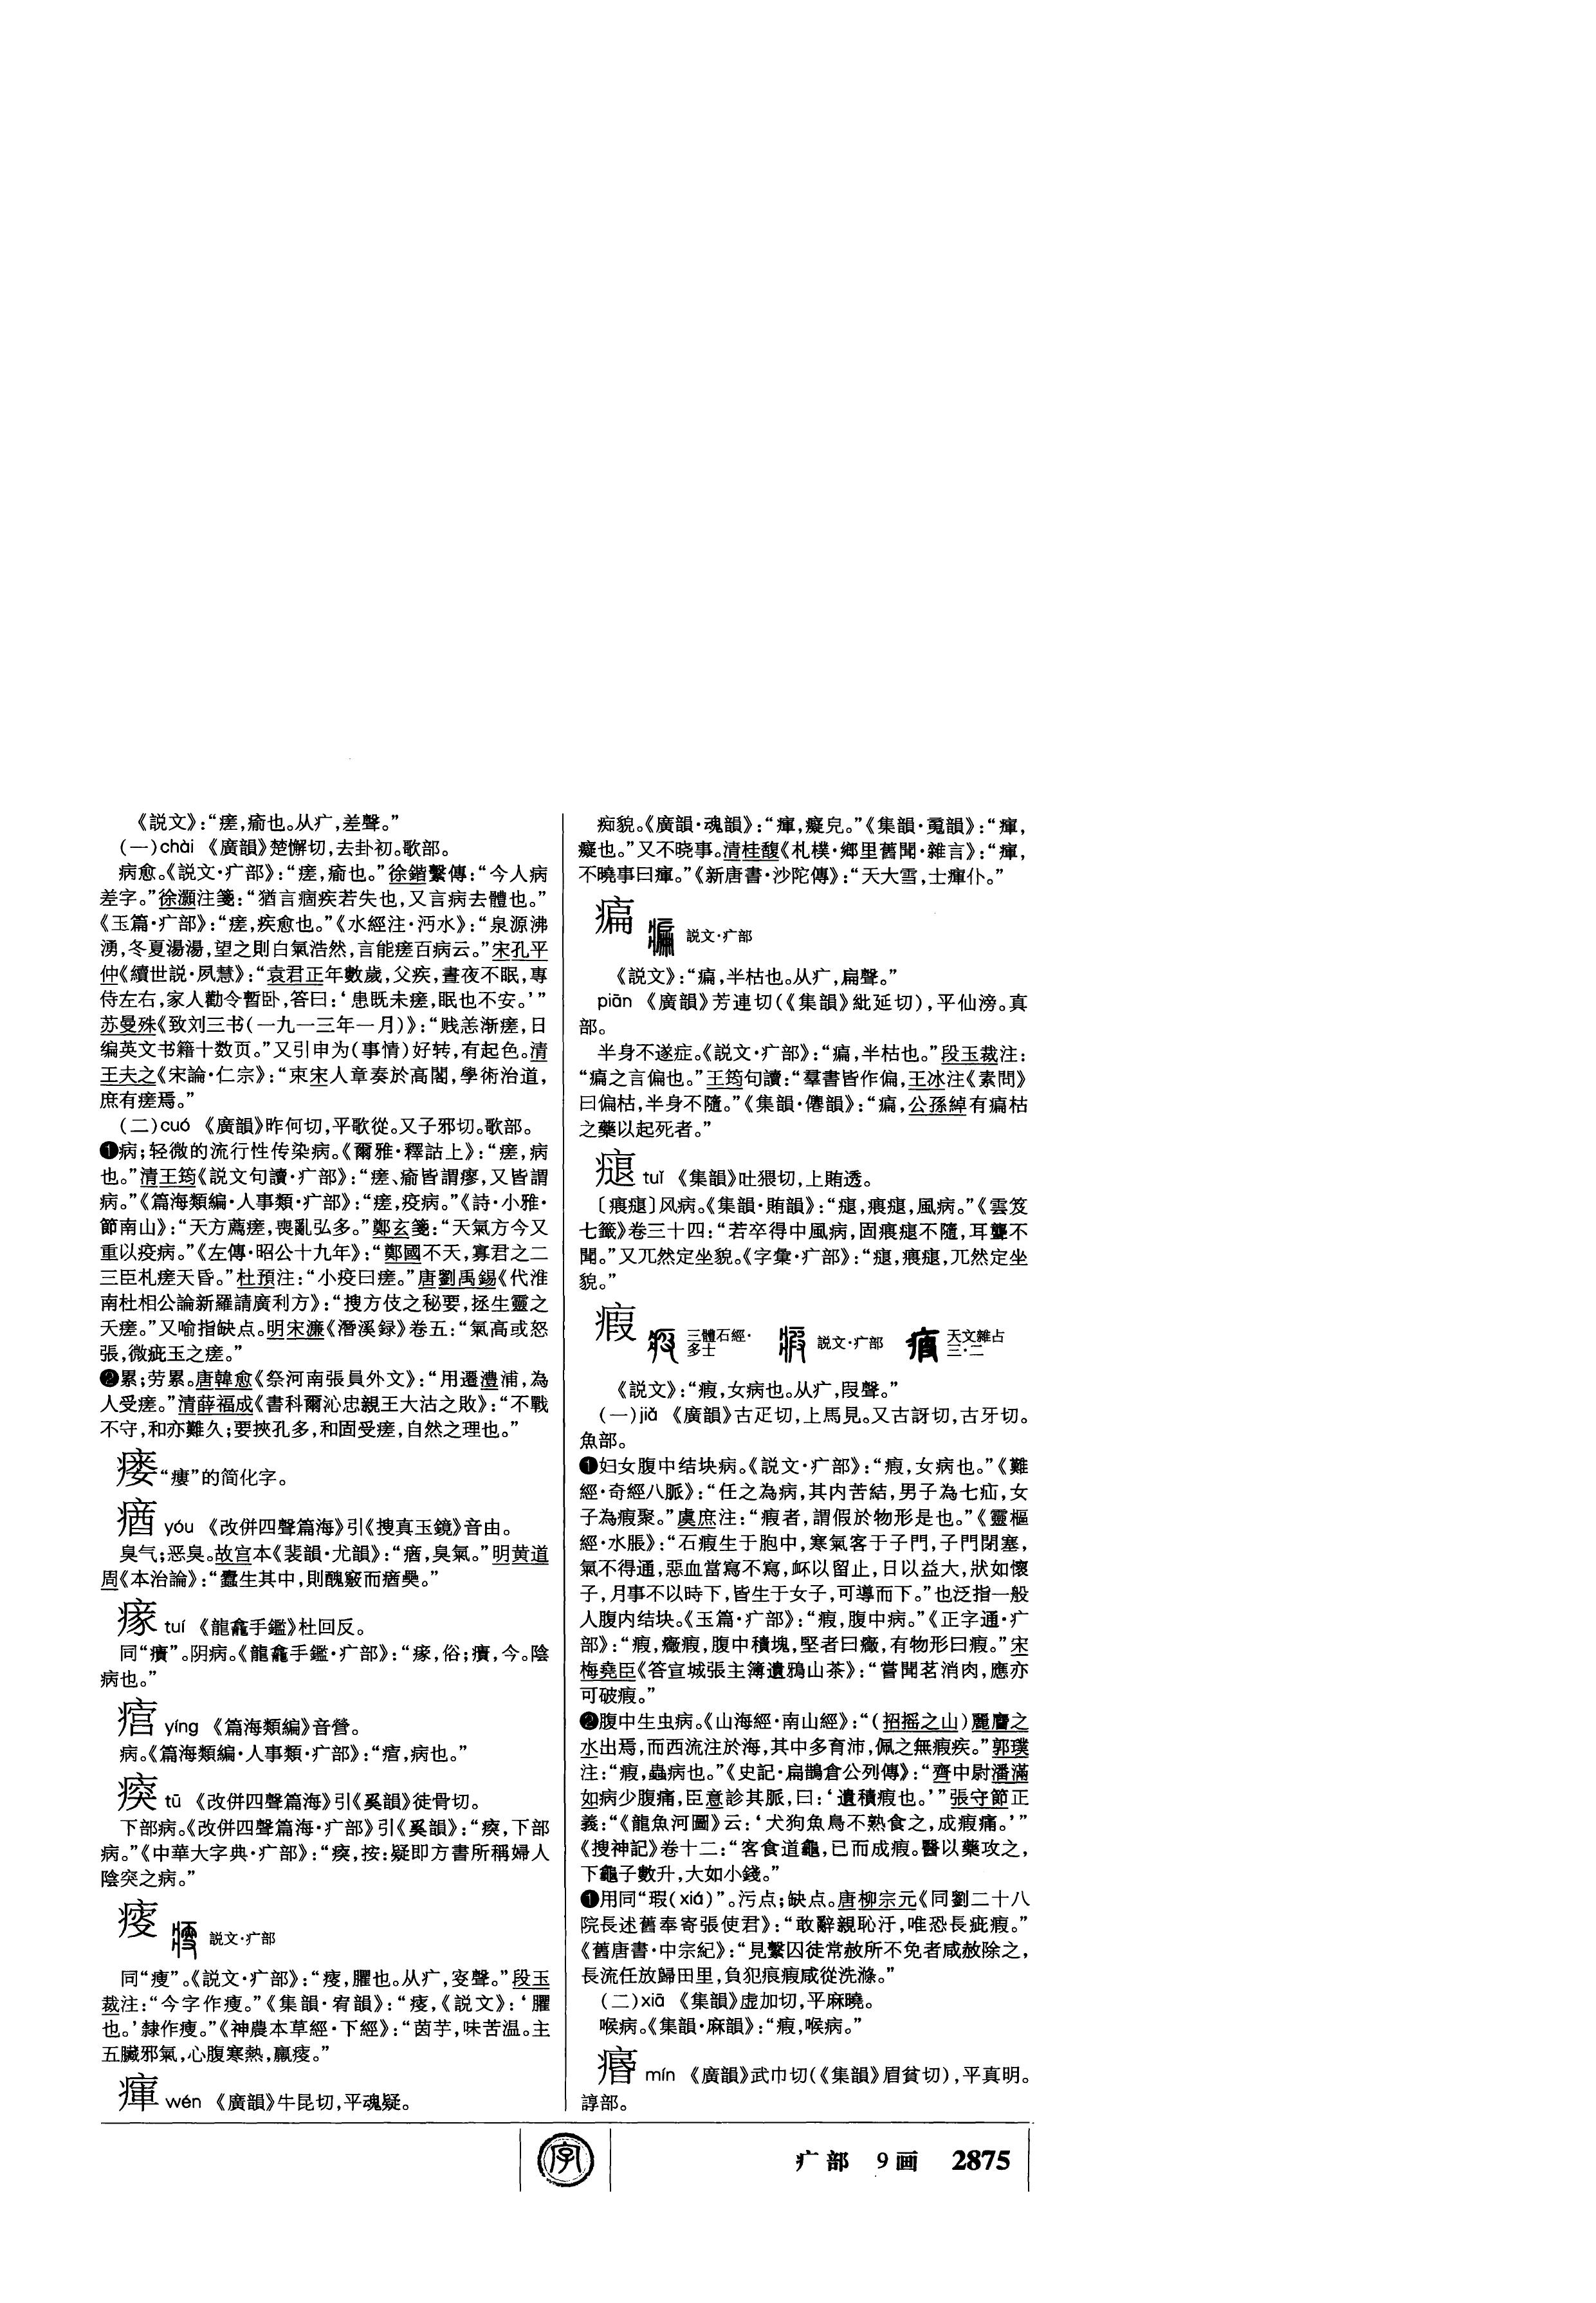 《説文》：“瘥，瘉也。从疒，差聲。”
（一）chài 《廣韻》楚懈切，去卦初。歌部。
病愈。《説文·疒部》：“瘥，瘉也。”徐鍇繫傳：“今人病
差字。”徐灝注箋：“猶言痼疾若失也，又言病去體也。”
《玉篇·疒部》：“瘥，疾愈也。”《水經注·沔水》：“泉源沸
湧，冬夏湯湯，望之則白氣浩然，言能瘥百病云。”宋孔平
仲《續世説·夙慧》：“袁君正年數歲，父疾，晝夜不眠，專
侍左右，家人勸令暫卧，答曰：‘患既未瘥，眠也不安。’”
苏曼殊《致刘三书（一九一三年一月）》：“贱恙渐瘥，日
编英文书籍十数页。”又引申为（事情）好转，有起色。清
王夫之《宋論·仁宗》：“束宋人章奏於高閣，學術治道，
庶有瘥焉。”
（二）cuó 《廣韻》昨何切，平歌從。又子邪切。歌部。
❶病；轻微的流行性传染病。《爾雅·釋詁上》：“瘥，病
也。”清王筠《説文句讀·疒部》：“瘥、瘉皆謂瘳，又皆謂
病。”《篇海類編·人事類·疒部》：“瘥，疫病。”《詩·小雅·
節南山》：“天方薦瘥，喪亂弘多。”鄭玄箋：“天氣方今又
重以疫病。”《左傳·昭公十九年》：“鄭國不天，寡君之二
三臣札瘥夭昏。”杜預注：“小疫曰瘥。”唐劉禹錫《代淮
南杜相公論新羅請廣利方》：“搜方伎之秘要，拯生靈之
夭瘥。”又喻指缺点。明宋濂《潛溪録》卷五：“氣高或怒
張，微疵玉之瘥。”
❷累；劳累。唐韓愈《祭河南張員外文》：“用遷澧浦，為
人受瘥。”清薛福成《書科爾沁忠親王大沽之敗》：“不戰
不守，和亦難久；要挾孔多，和固受瘥，自然之理也。”
瘘 “瘻”的简化字。
𤸈 yóu 《改併四聲篇海》引《搜真玉鏡》音由。
臭气；恶臭。故宫本《裴韻·尤韻》：“𤸈，臭氣。”明黄道
周《本治論》：“蠹生其中，則醜竅而𤸈㙠。”
瘃 tuí 《龍龕手鑑》杜回反。
同“㿉”。阴病。《龍龕手鑑·疒部》：“，俗；㿉，今。陰
病也。”
yíng 《篇海類編》音營。
病。《篇海類編·人事類·疒部》：“，病也。”
tū 《改併四聲篇海》引《奚韻》徒骨切。
下部病。《改併四聲篇海·疒部》引《奚韻》：“，下部
病。”《中華大字典·疒部》：“，按：疑即方書所稱婦人
陰突之病。”
説文·疒部
同“瘦”。《説文·疒部》：“，臞也。从疒，叜聲。”段玉
裁注：“今字作瘦。”《集韻·宥韻》：“，《説文》：‘臞
也。’隸作瘦。”《神農本草經·下經》：“茵芋，味苦温。主
五臟邪氣，心腹寒熱，羸。”
瘒 wén 《廣韻》牛昆切，平魂疑。
痴貌。《廣韻·魂韻》：“瘒，癡皃。”《集韻·䰟韻》：“瘒，
癡也。”又不晓事。清桂馥《札樸·鄉里舊聞·雜言》：“瘒，
不曉事曰瘒。”《新唐書·沙陀傳》：“天大雪，士瘒仆。”
㾫 説文·疒部
《説文》：“㾫，半枯也。从疒，扁聲。”
piān 《廣韻》芳連切（《集韻》紕延切），平仙滂。真
部。
半身不遂症。《説文·疒部》：“㾫，半枯也。”段玉裁注：
“㾫之言偏也。”王筠句讀：“羣書皆作偏，王冰注《素問》
曰偏枯，半身不隨。”《集韻·僊韻》：“㾫，公孫綽有㾫枯
之藥以起死者。”
㾽 tuǐ 《集韻》吐猥切，上賄透。
〔㾯㾽〕风病。《集韻·賄韻》：“㾽，㾯㾽，風病。”《雲笈
七籤》卷三十四：“若卒得中風病，固㾯㾽不隨，耳聾不
聞。”又兀然定坐貌。《字彙·疒部》：“㾽，㾯㾽，兀然定坐
貌。”
瘕 三體石經·多士 説文·疒部 天文雜占三·二
《説文》：“瘕，女病也。从疒，叚聲。”
（一）jiǎ 《廣韻》古疋切，上馬見。又古訝切，古牙切。
魚部。
❶妇女腹中结块病。《説文·疒部》：“瘕，女病也。”《難
經·奇經八脈》：“任之為病，其内苦結，男子為七疝，女
子為瘕聚。”虞庶注：“瘕者，謂假於物形是也。”《靈樞
經·水脹》：“石瘕生于胞中，寒氣客于子門，子門閉塞，
氣不得通，惡血當寫不寫，衃以留止，日以益大，狀如懷
子，月事不以時下，皆生于女子，可導而下。”也泛指一般
人腹内结块。《玉篇·疒部》：“瘕，腹中病。”《正字通·疒
部》：“瘕，癥瘕，腹中積塊，堅者曰癥，有物形曰瘕。”宋
梅堯臣《答宣城張主簿遺鴉山茶》：“嘗聞茗消肉，應亦
可破瘕。”
❷腹中生虫病。《山海經·南山經》：“（招摇之山）麗𪊨之
水出焉，而西流注於海，其中多育沛，佩之無瘕疾。”郭璞
注：“瘕，蟲病也。”《史記·扁鵲倉公列傳》：“齊中尉潘滿
如病少腹痛，臣意診其脈，曰：‘遺積瘕也。’”張守節正
義：“《龍魚河圖》云：‘犬狗魚鳥不熟食之，成瘕痛。’”
《搜神記》卷十二：“客食道龜，已而成瘕。醫以藥攻之，
下龜子數升，大如小錢。”
❶用同“瑕（xiá）”。污点；缺点。唐柳宗元《同劉二十八
院長述舊奉寄張使君》：“敢辭親恥汙，唯恐長疵瘕。”
《舊唐書·中宗紀》：“見繫囚徒常赦所不免者咸赦除之，
長流任放歸田里，負犯痕瘕咸從洗滌。”
（二）xiā 《集韻》虚加切，平麻曉。
喉病。《集韻·麻韻》：“瘕，喉病。”
㾸 mín 《廣韻》武巾切（《集韻》眉貧切），平真明。
諄部。
字
疒部 9画 2875